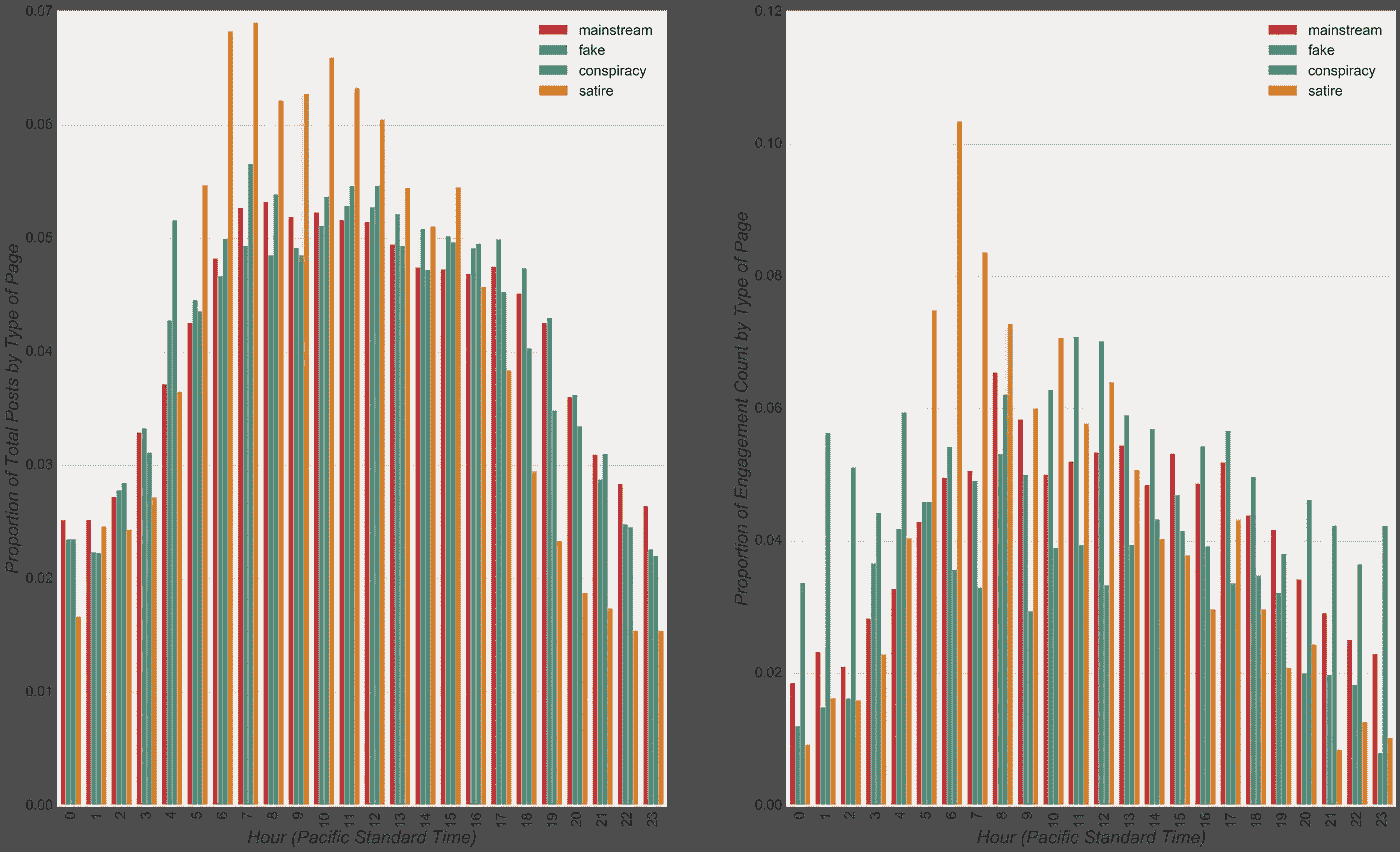 Proportion of Total Posts by Type of Page
0.07
0.06
0.05
0.04
0.03
0.02
0.01
0.00
mainstream
fake
conspiracy
satire
0 1 2 3 4 5 6 7 8 9 10 11 12 13 14 15 16 17 18 19 20 21 22 23
Hour (Pacific Standard Time)
Proportion of Engagement Count by Type of Page
0.12
0.10
0.08
0.06
0.04
0.02
0.00
mainstream
fake
conspiracy
satire
0 1 2 3 4 5 6 7 8 9 10 11 12 13 14 15 16 17 18 19 20 21 22 23
Hour (Pacific Standard Time)